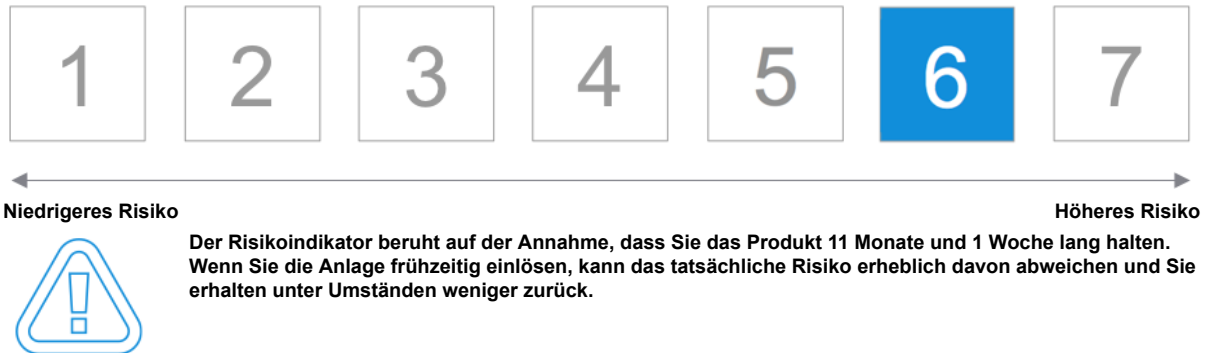 1 2 3 4 5 6 7
Niedrigeres Risiko Höheres Risiko
Der Risikoindikator beruht auf der Annahme, dass Sie das Produkt 11 Monate und 1 Woche lang halten.
Wenn Sie die Anlage frühzeitig einlösen, kann das tatsächliche Risiko erheblich davon abweichen und Sie
erhalten unter Umständen weniger zurück.